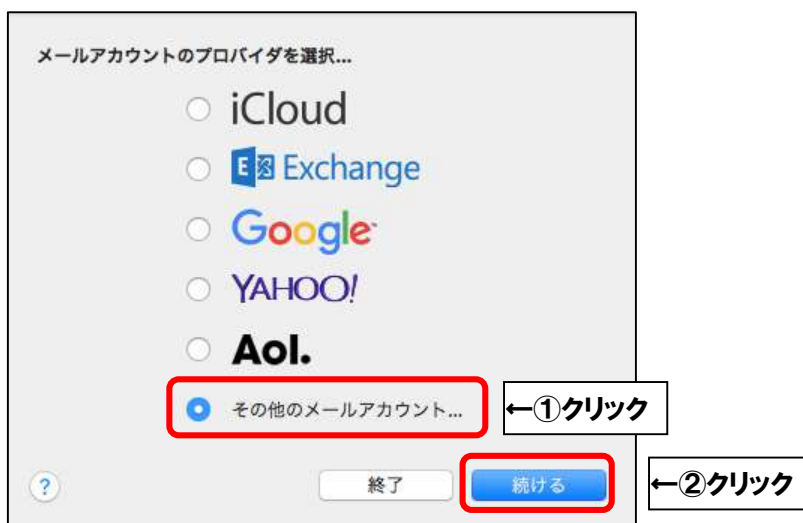 メールアカウントのプロバイダを選択...
iCloud
E Exchange
Google
YAHOO!
Aol.
その他のメールアカウント...
←①クリック
?
終了
続ける
←②クリック